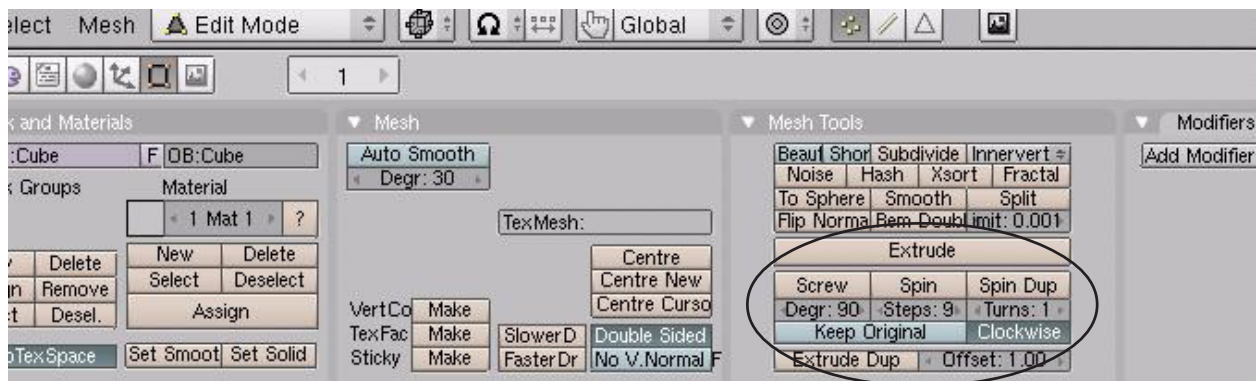 Select Mesh Edit Mode Global
1
k and Materials Mesh Mesh Tools Modifiers
:Cube F OB:Cube Auto Smooth Beaut Shor Subdivide Innervert Add Modifier
Degr: 30 Noise Hash Xsort Fractal
Groups Material To Sphere Smooth Split
1 Mat 1 ? TexMesh: Flip Norma Rem Doubl Limit: 0.001
Extrude
Delete New Delete Centre
Remove Select Deselect Centre New Screw Spin Spin Dup
Desel. Assign VertCo Make Centre Curso Degr: 90 Steps: 9 Turns: 1
TexFac Make SlowerD Double Sided Keep Original Clockwise
oTexSpace Set Smoot Set Solid Sticky Make FasterDr No V.Normal F Extrude Dup Offset: 1.00